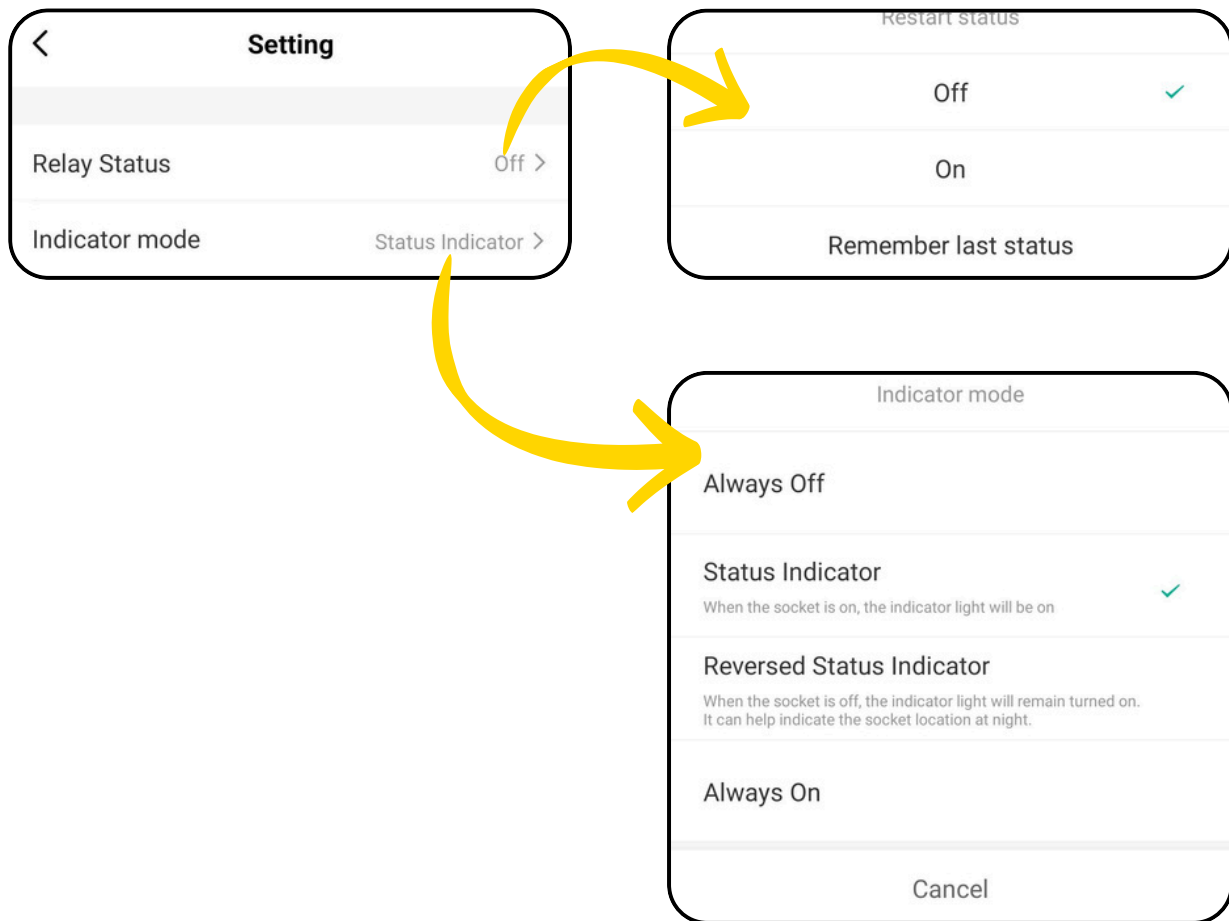 Setting
Relay Status
Off
Indicator mode
Status Indicator
Restart status
Off
On
Remember last status
Indicator mode
Always Off
Status Indicator
When the socket is on, the indicator light will be on
Reversed Status Indicator
When the socket is off, the indicator light will remain turned on.
It can help indicate the socket location at night.
Always On
Cancel